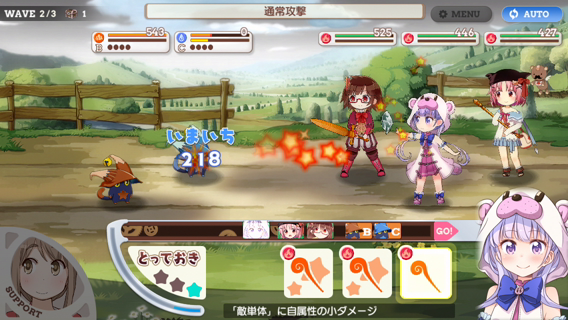 WAVE 2/3 1
通常攻撃
MENU
AUTO
B 543
C 0
525
446
427
いまいち
218
B C GO!
とっておき
SUPPORT
「敵単体」に自属性の小ダメージ